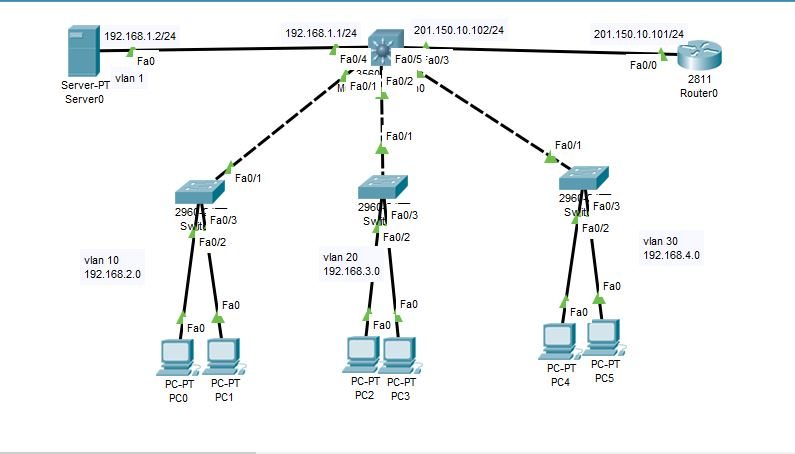 192.168.1.2/24
Fa0
vlan 1
Server-PT
Server0
192.168.1.1/24
201.150.10.102/24
201.150.10.101/24
Fa0/4
Fa0/5
Fa0/3
Fa0/0
2811
Router0
3560
Fa0/1
Fa0/2
Fa0/1
Fa0/1
Fa0/1
2960
Fa0/3
Fa0/2
2960
Fa0/3
Fa0/2
2960
Fa0/3
Fa0/2
vlan 10
192.168.2.0
vlan 20
192.168.3.0
vlan 30
192.168.4.0
Fa0
Fa0
Fa0
Fa0
Fa0
Fa0
PC-PT
PC0
PC-PT
PC1
PC-PT
PC2
PC-PT
PC3
PC-PT
PC4
PC-PT
PC5